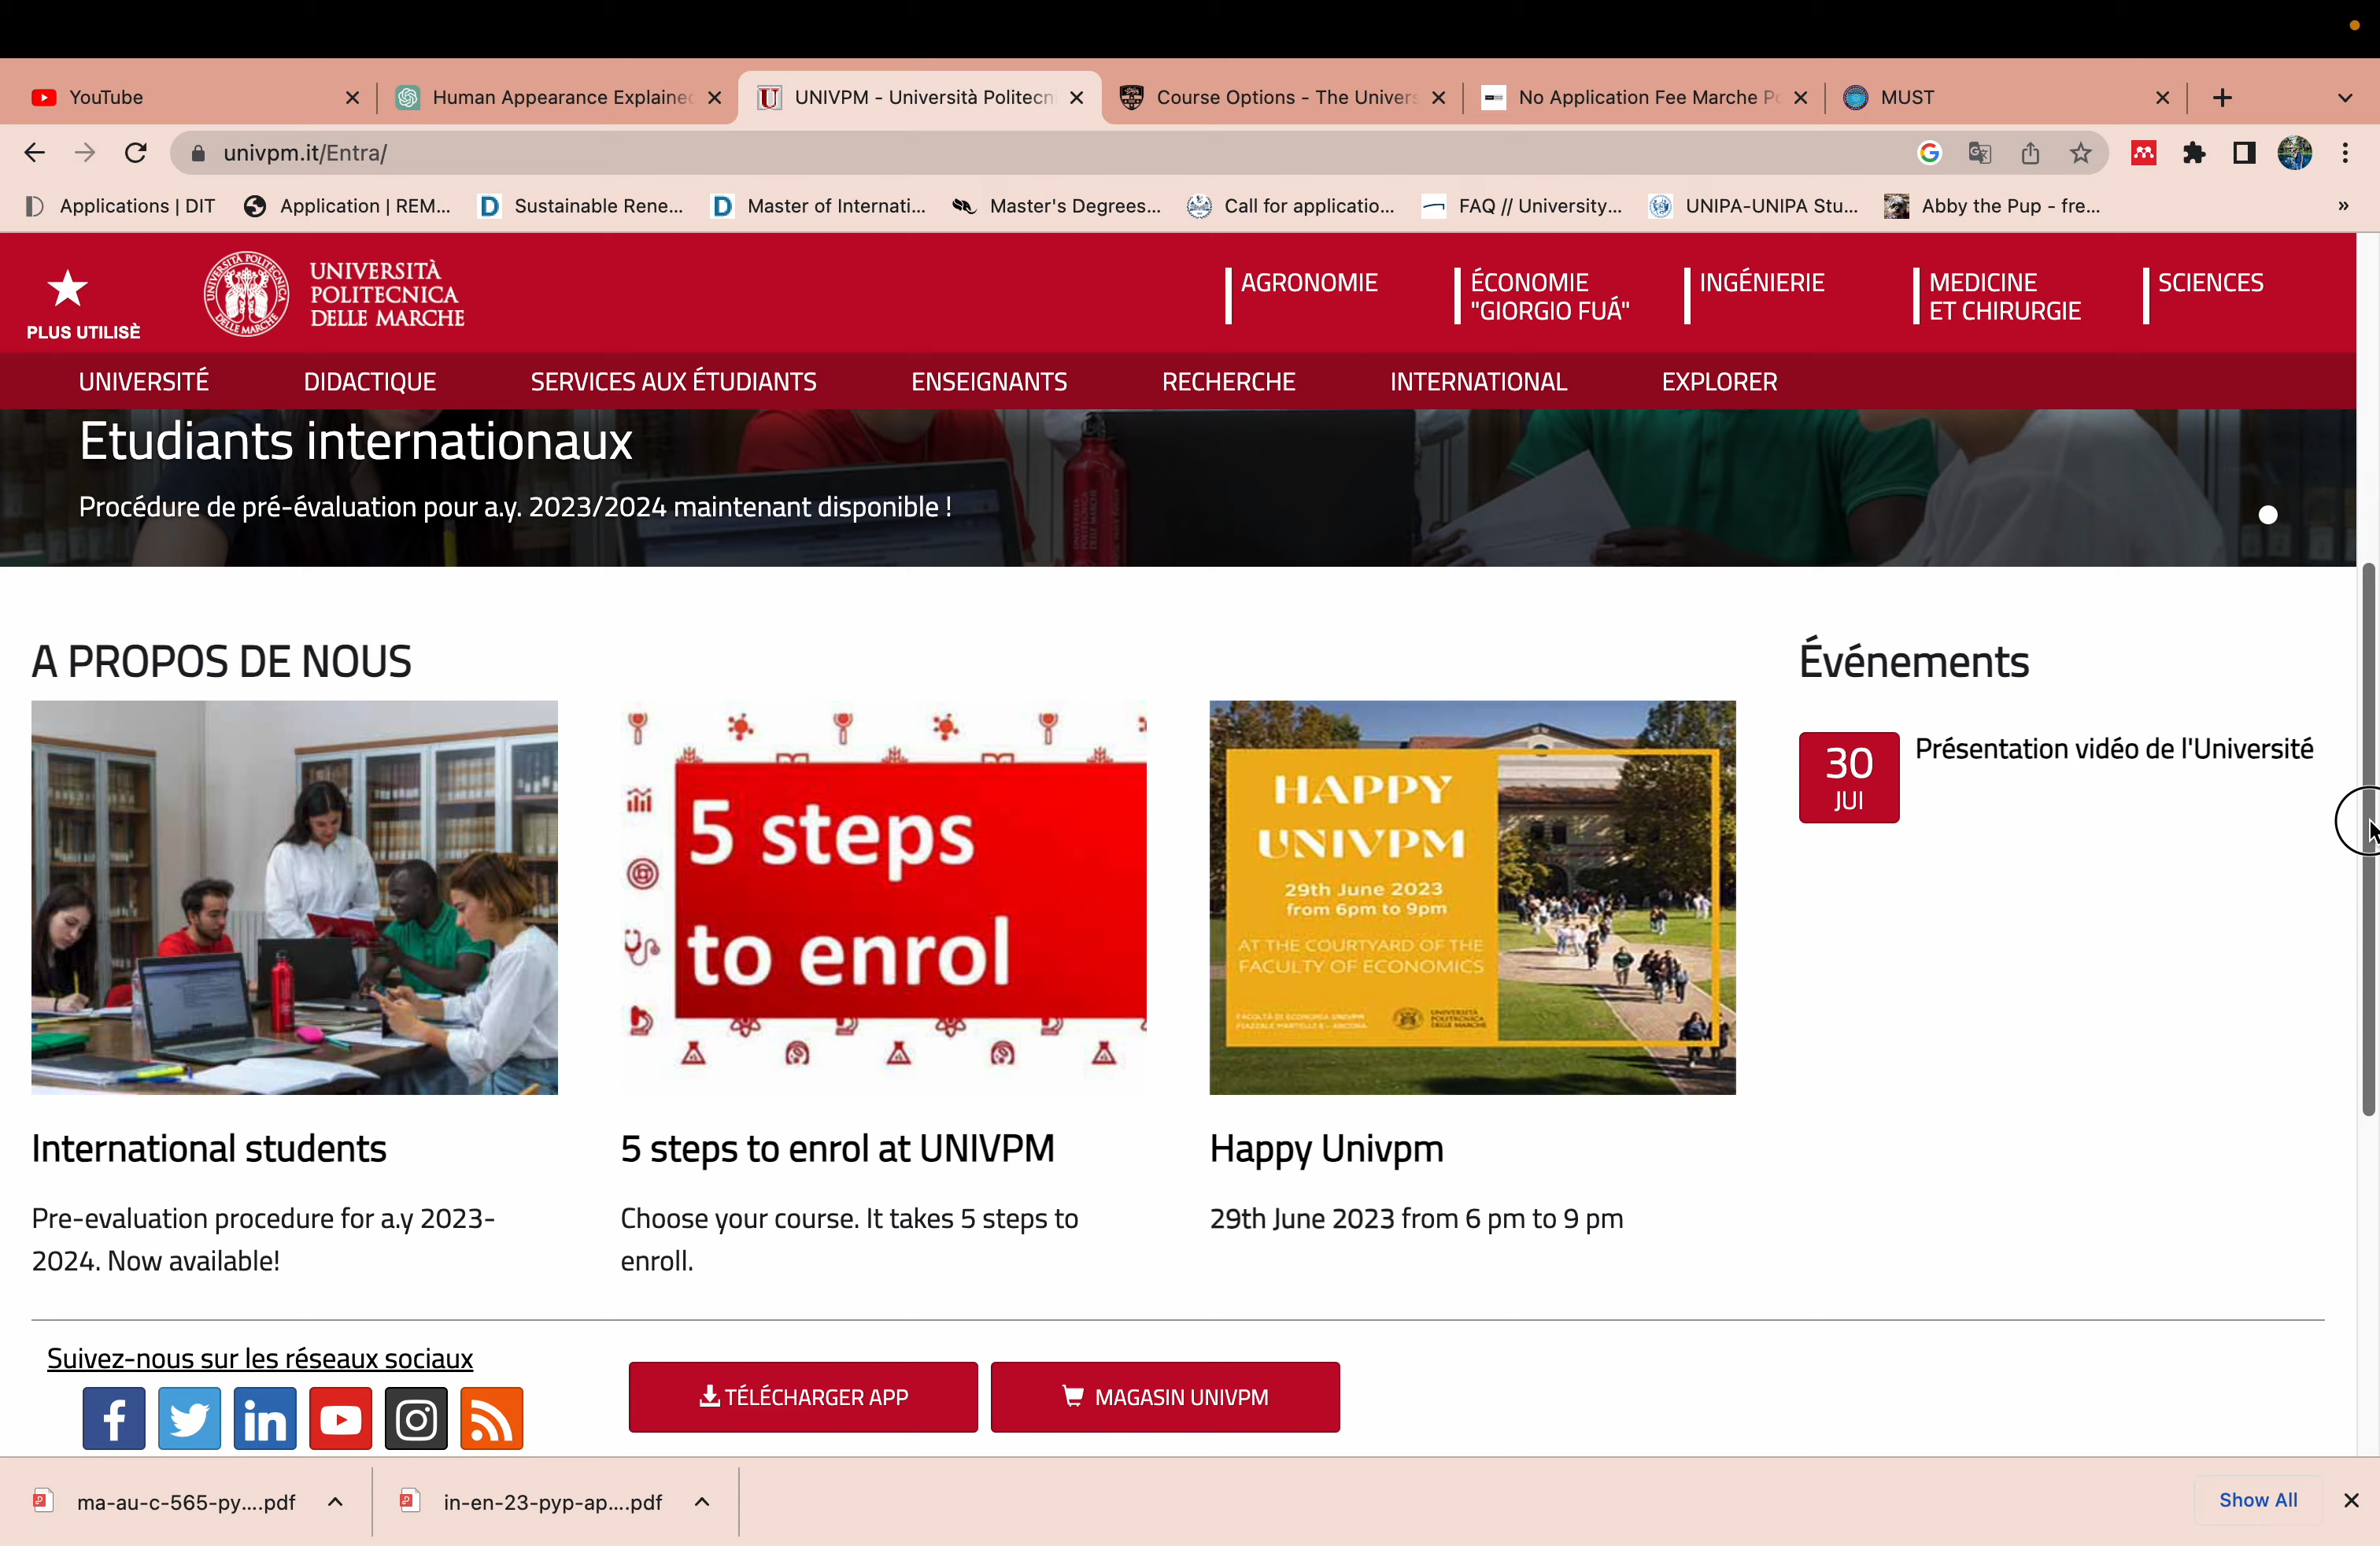 YouTube
Human Appearance Explained
UNIVPM - Università Politecni
Course Options - The Univers
No Application Fee Marche Po
MUST
univpm.it/Entra/
Applications | DIT
Application | REM...
Sustainable Rene...
Master of Internati...
Master's Degrees...
Call for applicatio...
FAQ // University...
UNIPA-UNIPA Stu...
Abby the Pup - fre...
»
PLUS UTILISÈ
UNIVERSITÀ
POLITECNICA
DELLE MARCHE
AGRONOMIE
ÉCONOMIE
"GIORGIO FUÁ"
INGÉNIERIE
MEDICINE
ET CHIRURGIE
SCIENCES
UNIVERSITÉ
DIDACTIQUE
SERVICES AUX ÉTUDIANTS
ENSEIGNANTS
RECHERCHE
INTERNATIONAL
EXPLORER
Etudiants internationaux
Procédure de pré-évaluation pour a.y. 2023/2024 maintenant disponible !
A PROPOS DE NOUS
5 steps
to enrol
HAPPY
UNIVPM
29th June 2023
from 6pm to 9pm
AT THE COURTYARD OF THE
FACULTY OF ECONOMICS
FACOLTÀ DI ECONOMIA UNIVPM
PIAZZALE MARTELLI 8 - ANCONA
UNIVERSITÀ
POLITECNICA
DELLE MARCHE
International students
Pre-evaluation procedure for a.y 2023-
2024. Now available!
5 steps to enrol at UNIVPM
Choose your course. It takes 5 steps to
enroll.
Happy Univpm
29th June 2023 from 6 pm to 9 pm
Événements
30
JUI
Présentation vidéo de l'Université
Suivez-nous sur les réseaux sociaux
TÉLÉCHARGER APP
MAGASIN UNIVPM
ma-au-c-565-py....pdf
in-en-23-pyp-ap....pdf
Show All